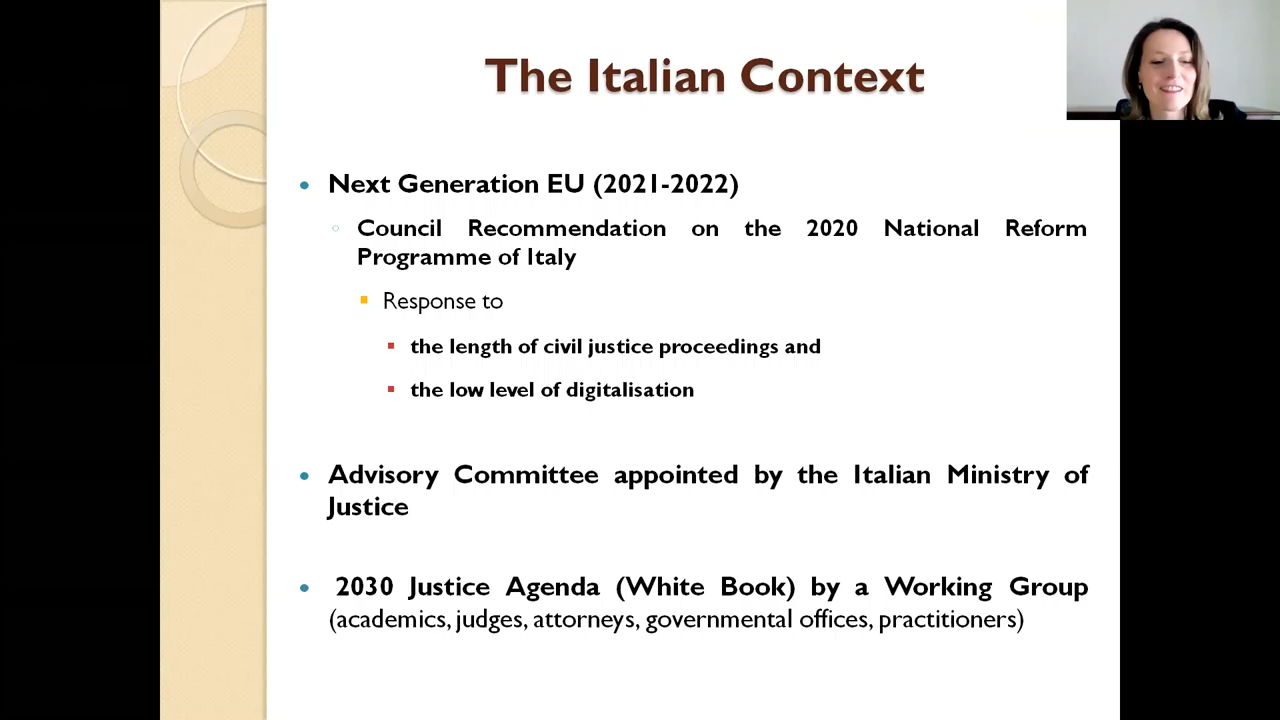 The Italian Context
Next Generation EU (2021-2022)
Council Recommendation on the 2020 National Reform
Programme of Italy
Response to
the length of civil justice proceedings and
the low level of digitalisation
Advisory Committee appointed by the Italian Ministry of
Justice
2030 Justice Agenda (White Book) by a Working Group
(academics, judges, attorneys, governmental offices, practitioners)